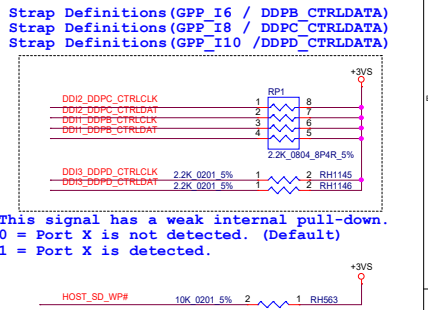 Strap Definitions(GPP_I6 / DDPB_CTRLDATA)
Strap Definitions(GPP_I8 / DDPC_CTRLDATA)
Strap Definitions(GPP_I10 /DDPD_CTRLDATA)
+3VS
RP1
DDI2_DDPC_CTRLCLK 1 8
DDI2_DDPC_CTRLDAT 2 7
DDI1_DDPB_CTRLCLK 3 6
DDI1_DDPB_CTRLDAT 4 5
2.2K_0804_8P4R_5%
DDI3_DDPD_CTRLCLK 2.2K_0201_5% 1 2 RH1145
DDI3_DDPD_CTRLDAT 2.2K_0201_5% 1 2 RH1146
This signal has a weak internal pull-down.
0 = Port X is not detected. (Default)
1 = Port X is detected.
+3VS
HOST_SD_WP# 10K_0201_5% 2 1 RH563